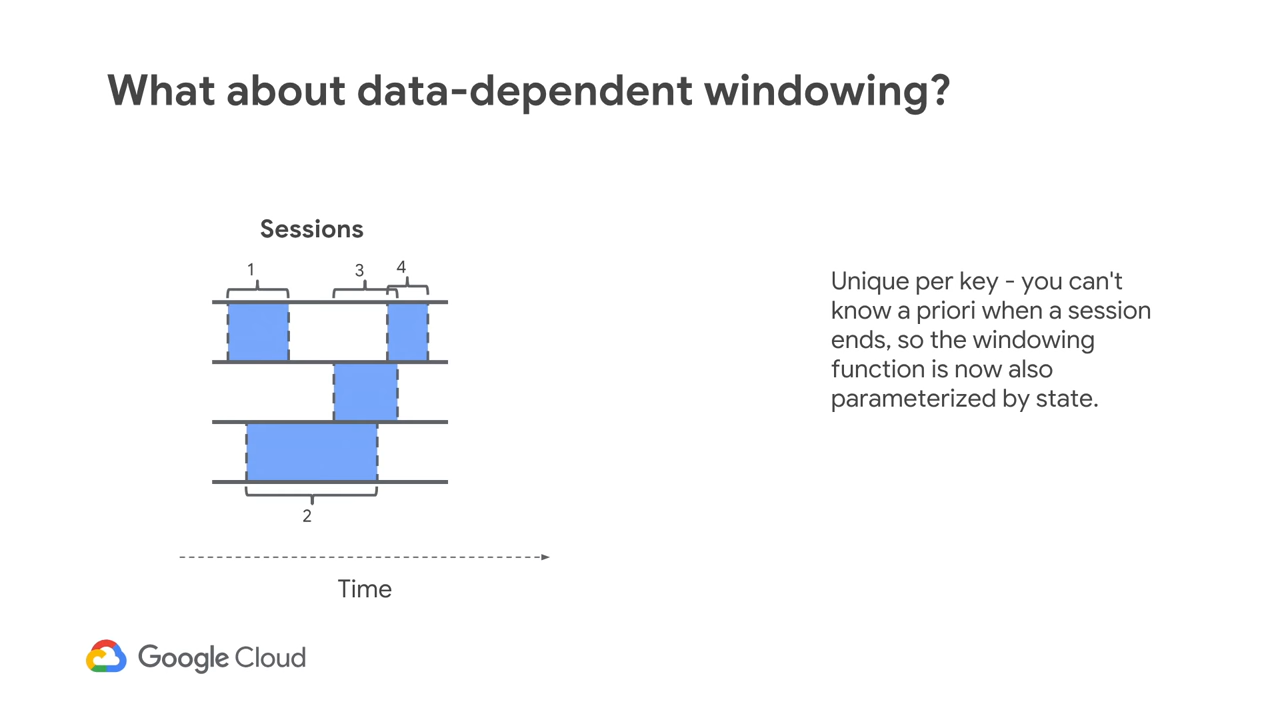 What about data-dependent windowing?
Sessions
1
3
4
2
Time
Unique per key - you can't
know a priori when a session
ends, so the windowing
function is now also
parameterized by state.
Google Cloud